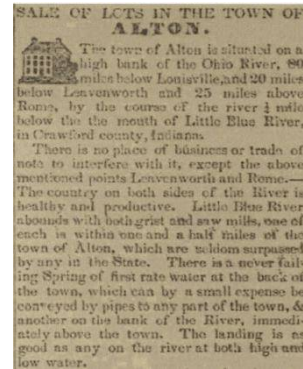 SALE OF LOTS IN THE TOWN OF
ALTON.
The town of Alton is situated on a
high bank of the Ohio River, 80
miles below Louisville, and 20 miles
below Leavenworth and 25 miles above
Rome, by the course of the river ¼ mile
below the the mouth of Little Blue River,
in Crawford county, Indiana.
There is no place of business or trade of
note to interfere with it, except the above
mentioned points Leavenworth and Rome.—
The country on both sides of the River is
healthy and productive. Little Blue River
abounds with both grist and saw mills, one of
each is within one and a half miles of the
town of Alton, which are seldom surpassed
by any in the State. There is a never fail-
ing Spring of first rate water at the back of
the town, which can by a small expense be
conveyed by pipes to any part of the town, &
another on the bank of the River, immedi-
ately above the town. The landing is as
good as any on the river at both high and
low water.